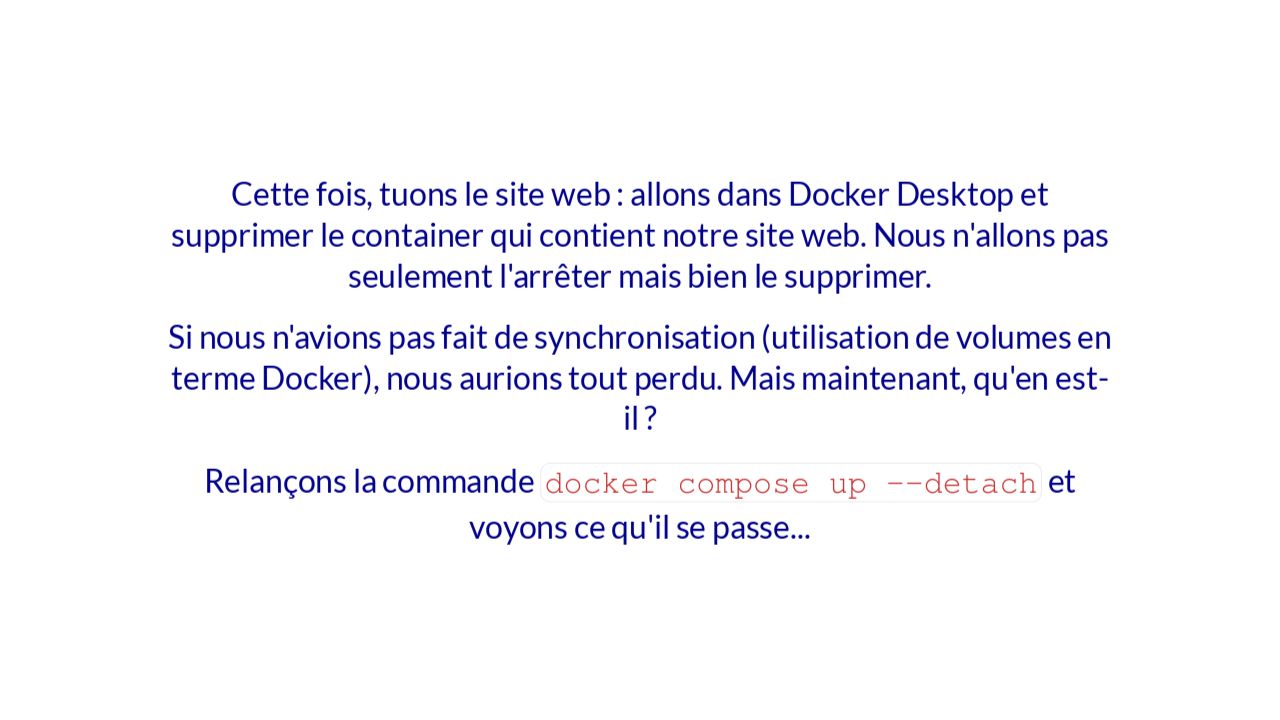 Cette fois, tuons le site web : allons dans Docker Desktop et
supprimer le container qui contient notre site web. Nous n'allons pas
seulement l'arrêter mais bien le supprimer.
Si nous n'avions pas fait de synchronisation (utilisation de volumes en
terme Docker), nous aurions tout perdu. Mais maintenant, qu'en est-
il ?
Relançons la commande docker compose up --detach et
voyons ce qu'il se passe...